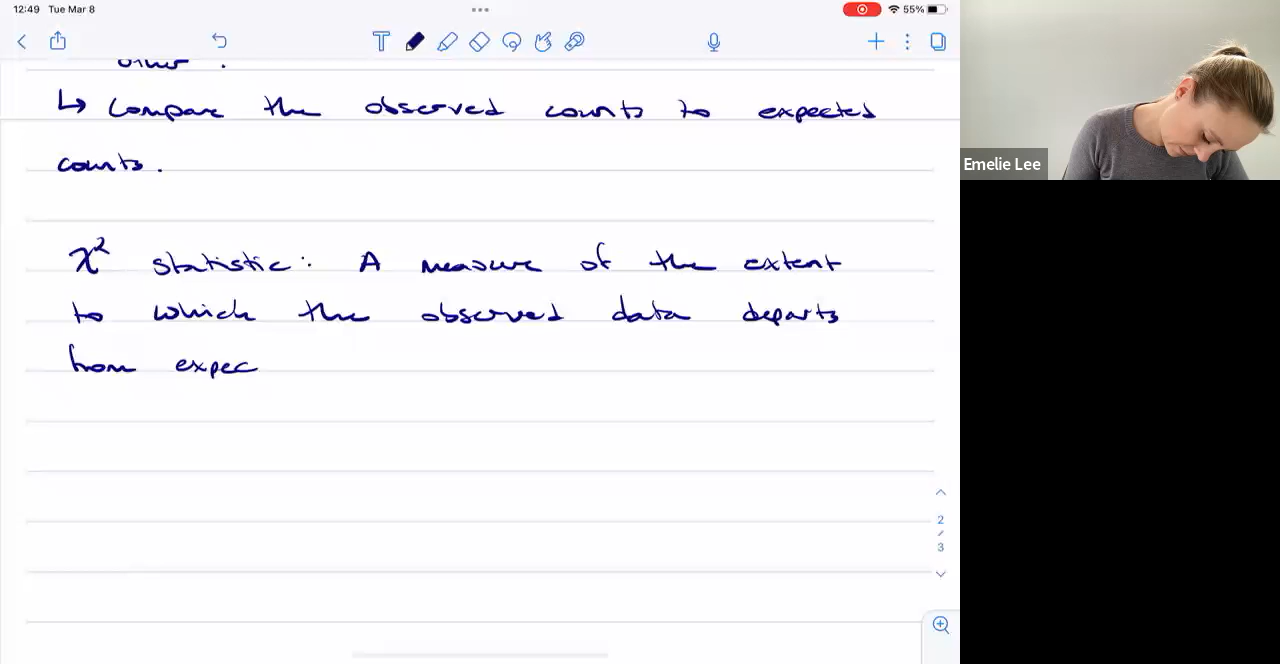 12:49 Tue Mar 8
55%
other.
↳ Compare the observed counts to expected
counts.
χ² statistic: A measure of the extent
to which the observed data departs
from expec
2
/
3
Emelie Lee